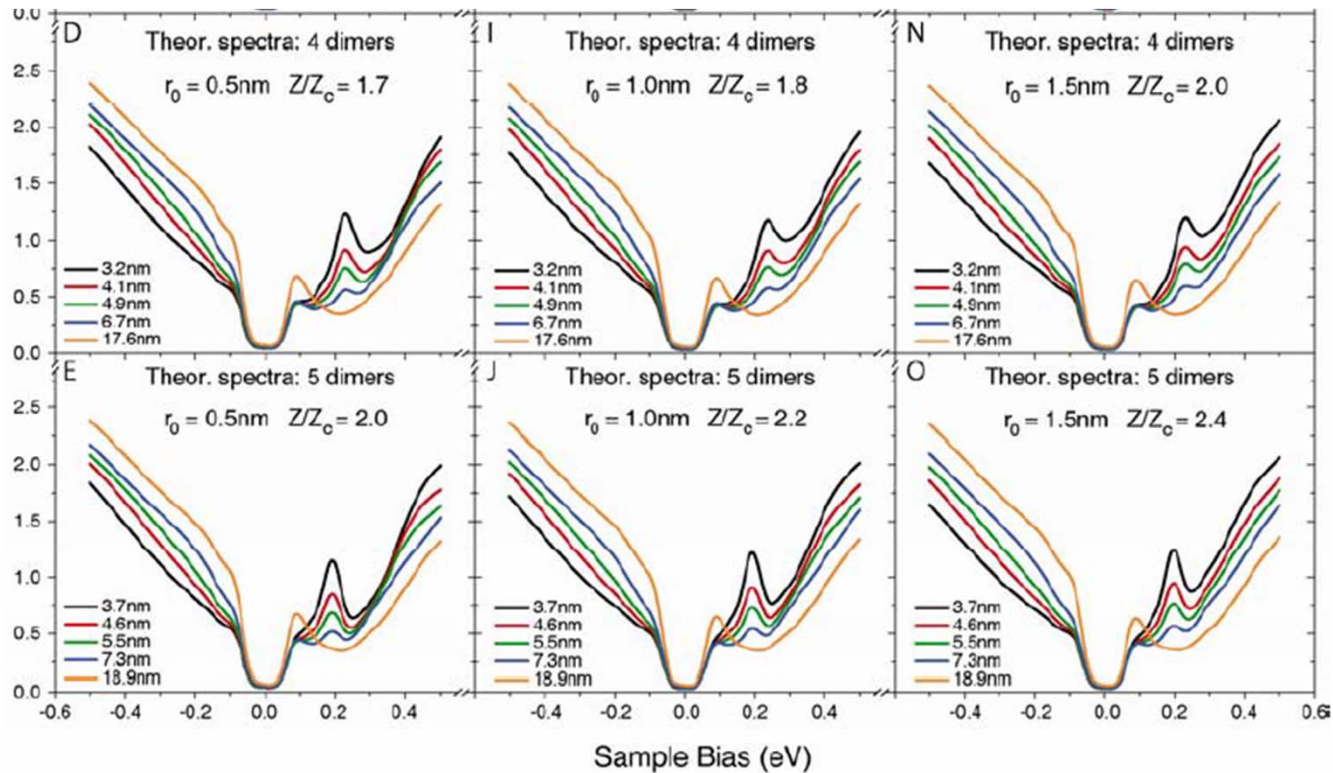 0.0
D
Theor. spectra: 4 dimers
r0 = 0.5nm Z/Zc = 1.7
2.5
2.0
1.5
1.0
0.5
0.0
3.2nm
4.1nm
4.9nm
6.7nm
17.6nm
I
Theor. spectra: 4 dimers
r0 = 1.0nm Z/Zc = 1.8
3.2nm
4.1nm
4.9nm
6.7nm
17.6nm
N
Theor. spectra: 4 dimers
r0 = 1.5nm Z/Zc = 2.0
3.2nm
4.1nm
4.9nm
6.7nm
17.6nm
E
Theor. spectra: 5 dimers
r0 = 0.5nm Z/Zc = 2.0
2.5
2.0
1.5
1.0
0.5
0.0
3.7nm
4.6nm
5.5nm
7.3nm
18.9nm
J
Theor. spectra: 5 dimers
r0 = 1.0nm Z/Zc = 2.2
3.7nm
4.6nm
5.5nm
7.3nm
18.9nm
O
Theor. spectra: 5 dimers
r0 = 1.5nm Z/Zc = 2.4
3.7nm
4.6nm
5.5nm
7.3nm
18.9nm
-0.6 -0.4 -0.2 0.0 0.2 0.4 -0.4 -0.2 0.0 0.2 0.4 -0.4 -0.2 0.0 0.2 0.4 0.6
Sample Bias (eV)